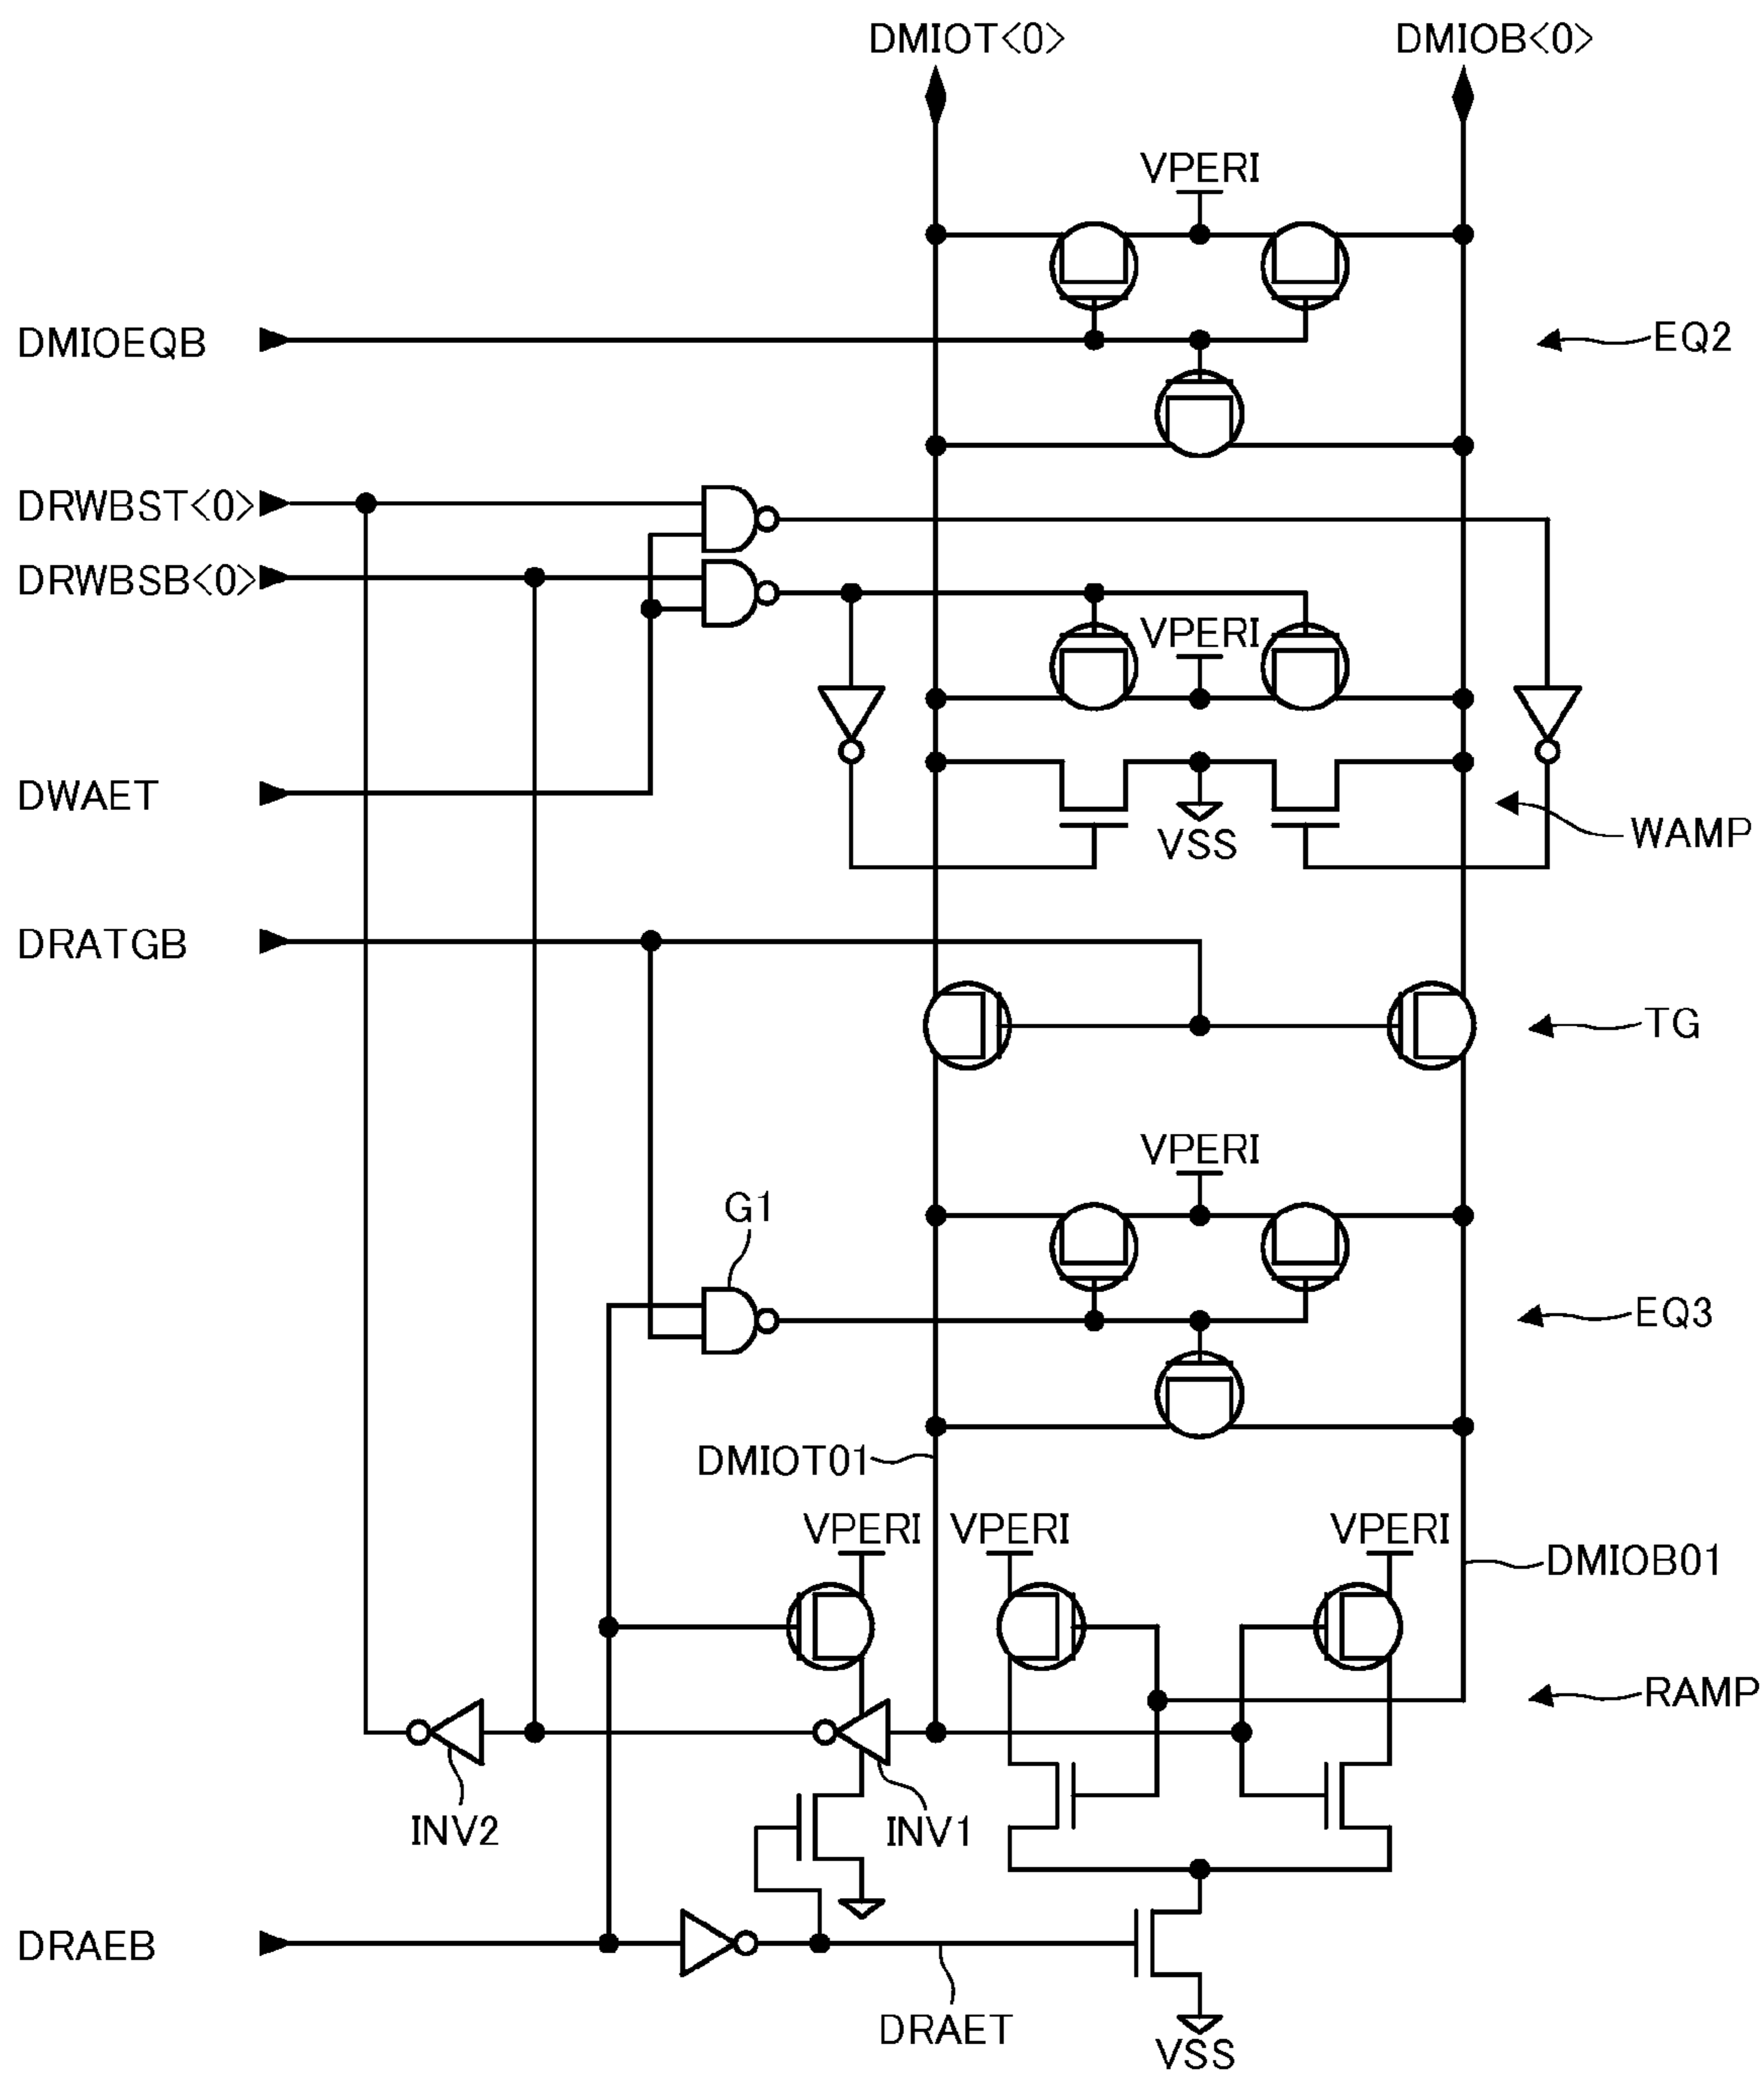 DMIOT<0>
DMIOB<0>
VPERI
DMIOEQB
EQ2
DRWBST<0>
DRWBSB<0>
VPERI
DWAET
VSS
WAMP
DRATGB
TG
VPERI
G1
EQ3
DMIOT01
VPERI
VPERI
VPERI
DMIOB01
RAMP
INV2
INV1
DRAEB
DRAET
VSS